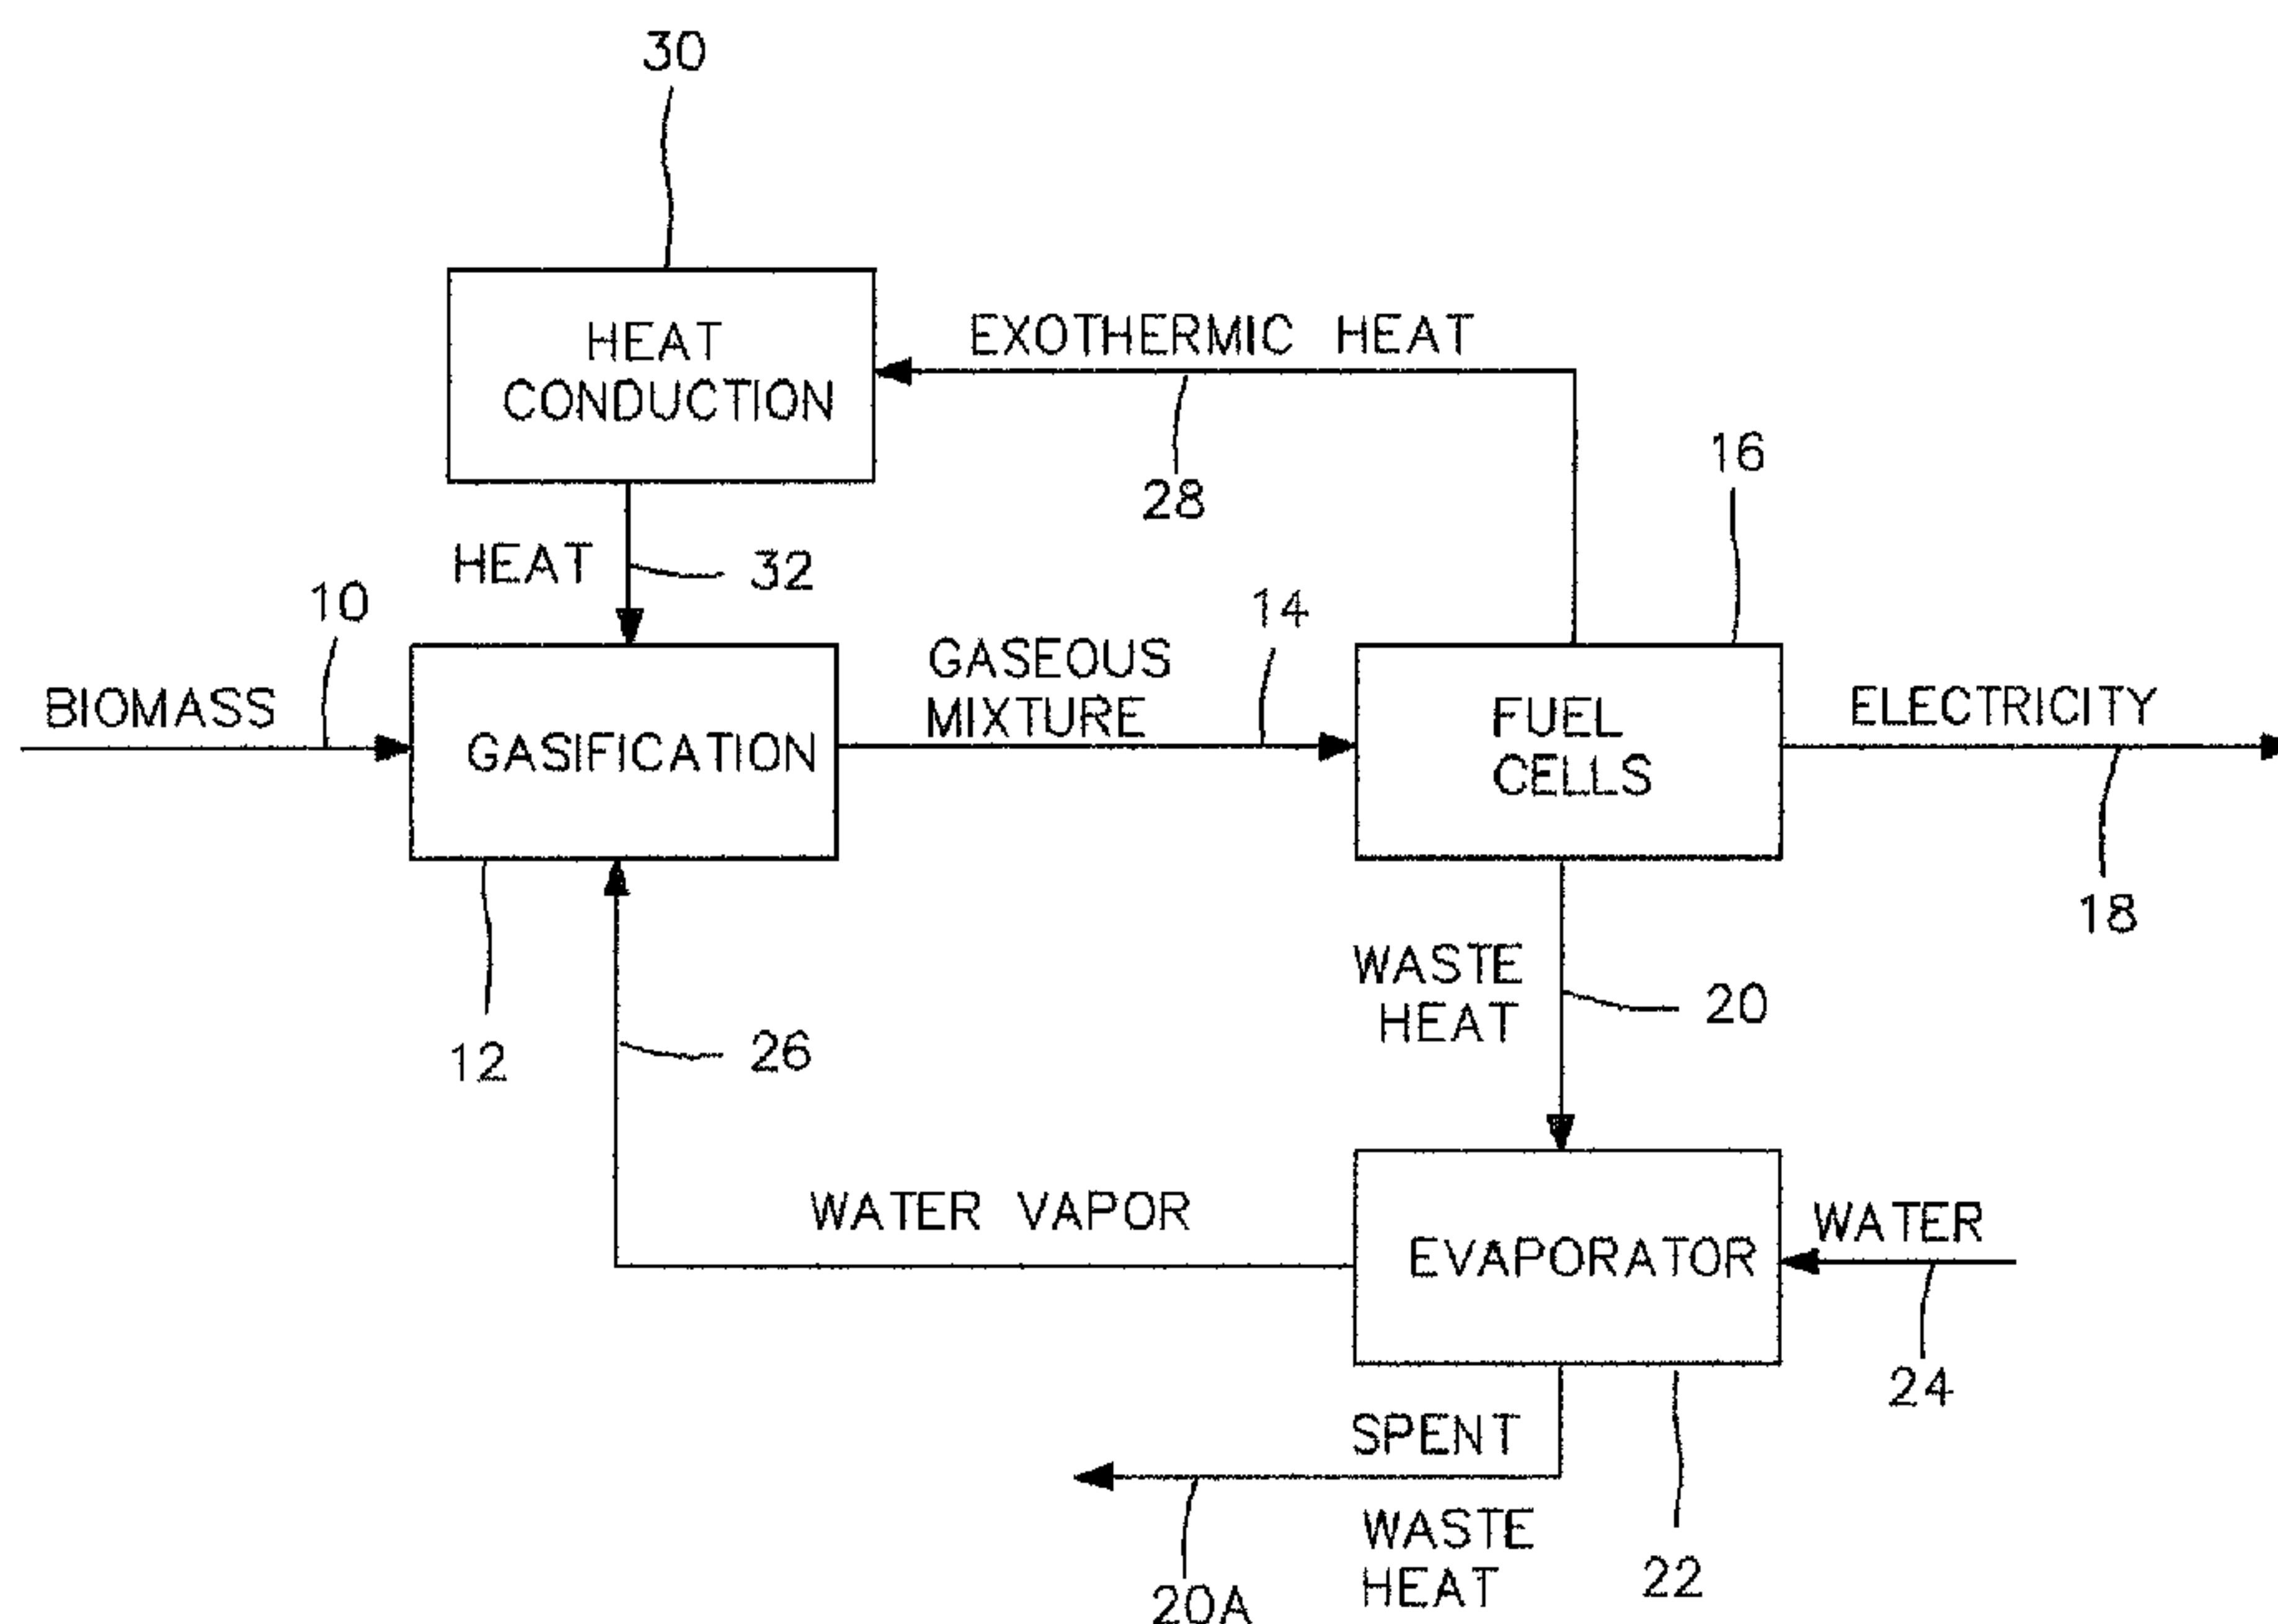 30
HEAT
CONDUCTION
EXOTHERMIC HEAT
28
16
HEAT
32
10
14
BIOMASS
GASIFICATION
GASEOUS
MIXTURE
FUEL
CELLS
ELECTRICITY
18
12
26
WASTE
HEAT
20
WATER VAPOR
EVAPORATOR
WATER
24
SPENT
WASTE
HEAT
20A
22